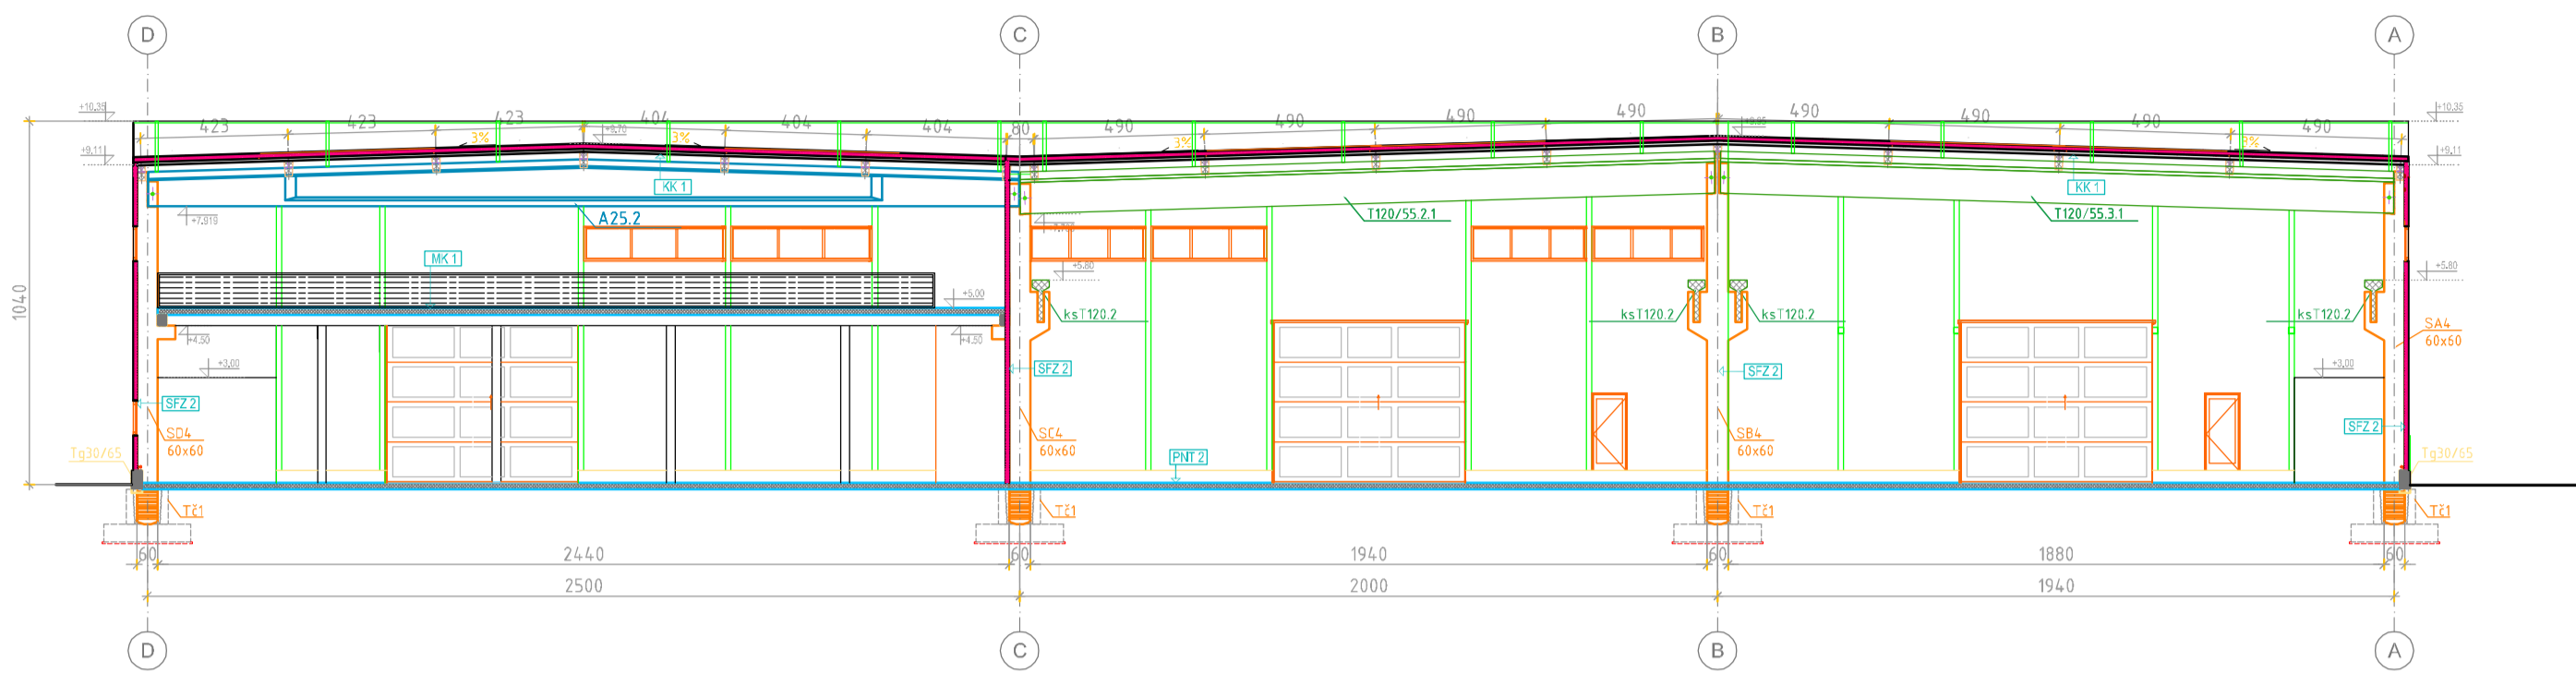 D
C
B
A
+10,35
+10,35
423
423
423
404
404
404
80
490
490
490
490
490
490
490
490
3%
3%
3%
3%
+9,70
+9,11
+9,11
KK 1
KK 1
+7,919
A25.2
T120/55.2.1
T120/55.3.1
MK 1
+5,80
+5,80
+5,00
ksT120.2
ksT120.2
ksT120.2
ksT120.2
1040
+4,50
+4,50
SA4
60x60
+3,00
+3,00
SFZ 2
SFZ 2
SFZ 2
SFZ 2
SD4
60x60
SC4
60x60
SB4
60x60
Tg30/65
Tg30/65
PNT 2
Tč1
Tč1
Tč1
Tč1
60
2440
60
1940
60
1880
60
2500
2000
1940
D
C
B
A